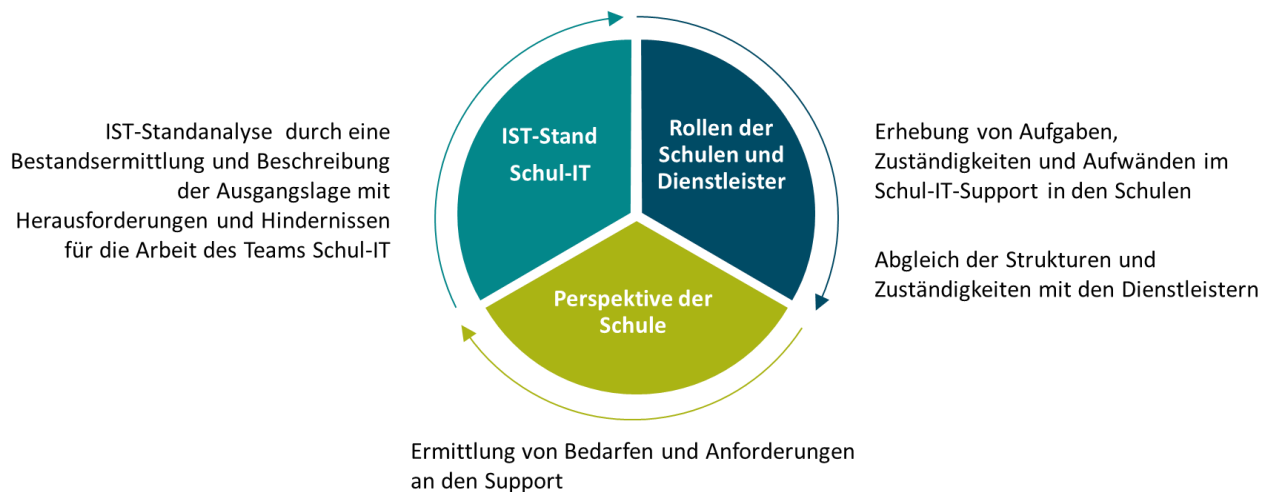 IST-Standanalyse durch eine
Bestandsermittlung und Beschreibung
der Ausgangslage mit
Herausforderungen und Hindernissen
für die Arbeit des Teams Schul-IT
IST-Stand
Schul-IT
Rollen der
Schulen und
Dienstleister
Erhebung von Aufgaben,
Zuständigkeiten und Aufwänden im
Schul-IT-Support in den Schulen
Abgleich der Strukturen und
Zuständigkeiten mit den Dienstleistern
Perspektive der
Schule
Ermittlung von Bedarfen und Anforderungen
an den Support